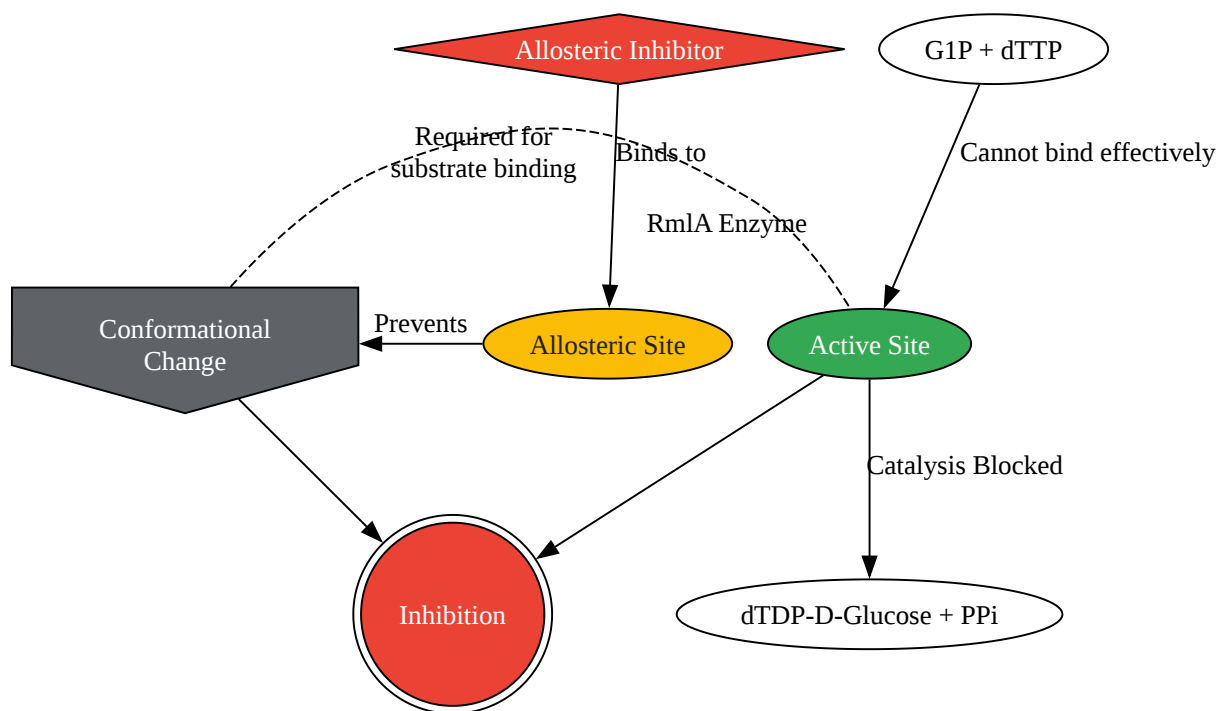 Allosteric Inhibitor
G1P + dTTP
Required for
substrate binding
Binds to
Cannot bind effectively
RmlA Enzyme
Conformational
Change
Prevents
Allosteric Site
Active Site
Catalysis Blocked
Inhibition
dTDP-D-Glucose + PPi